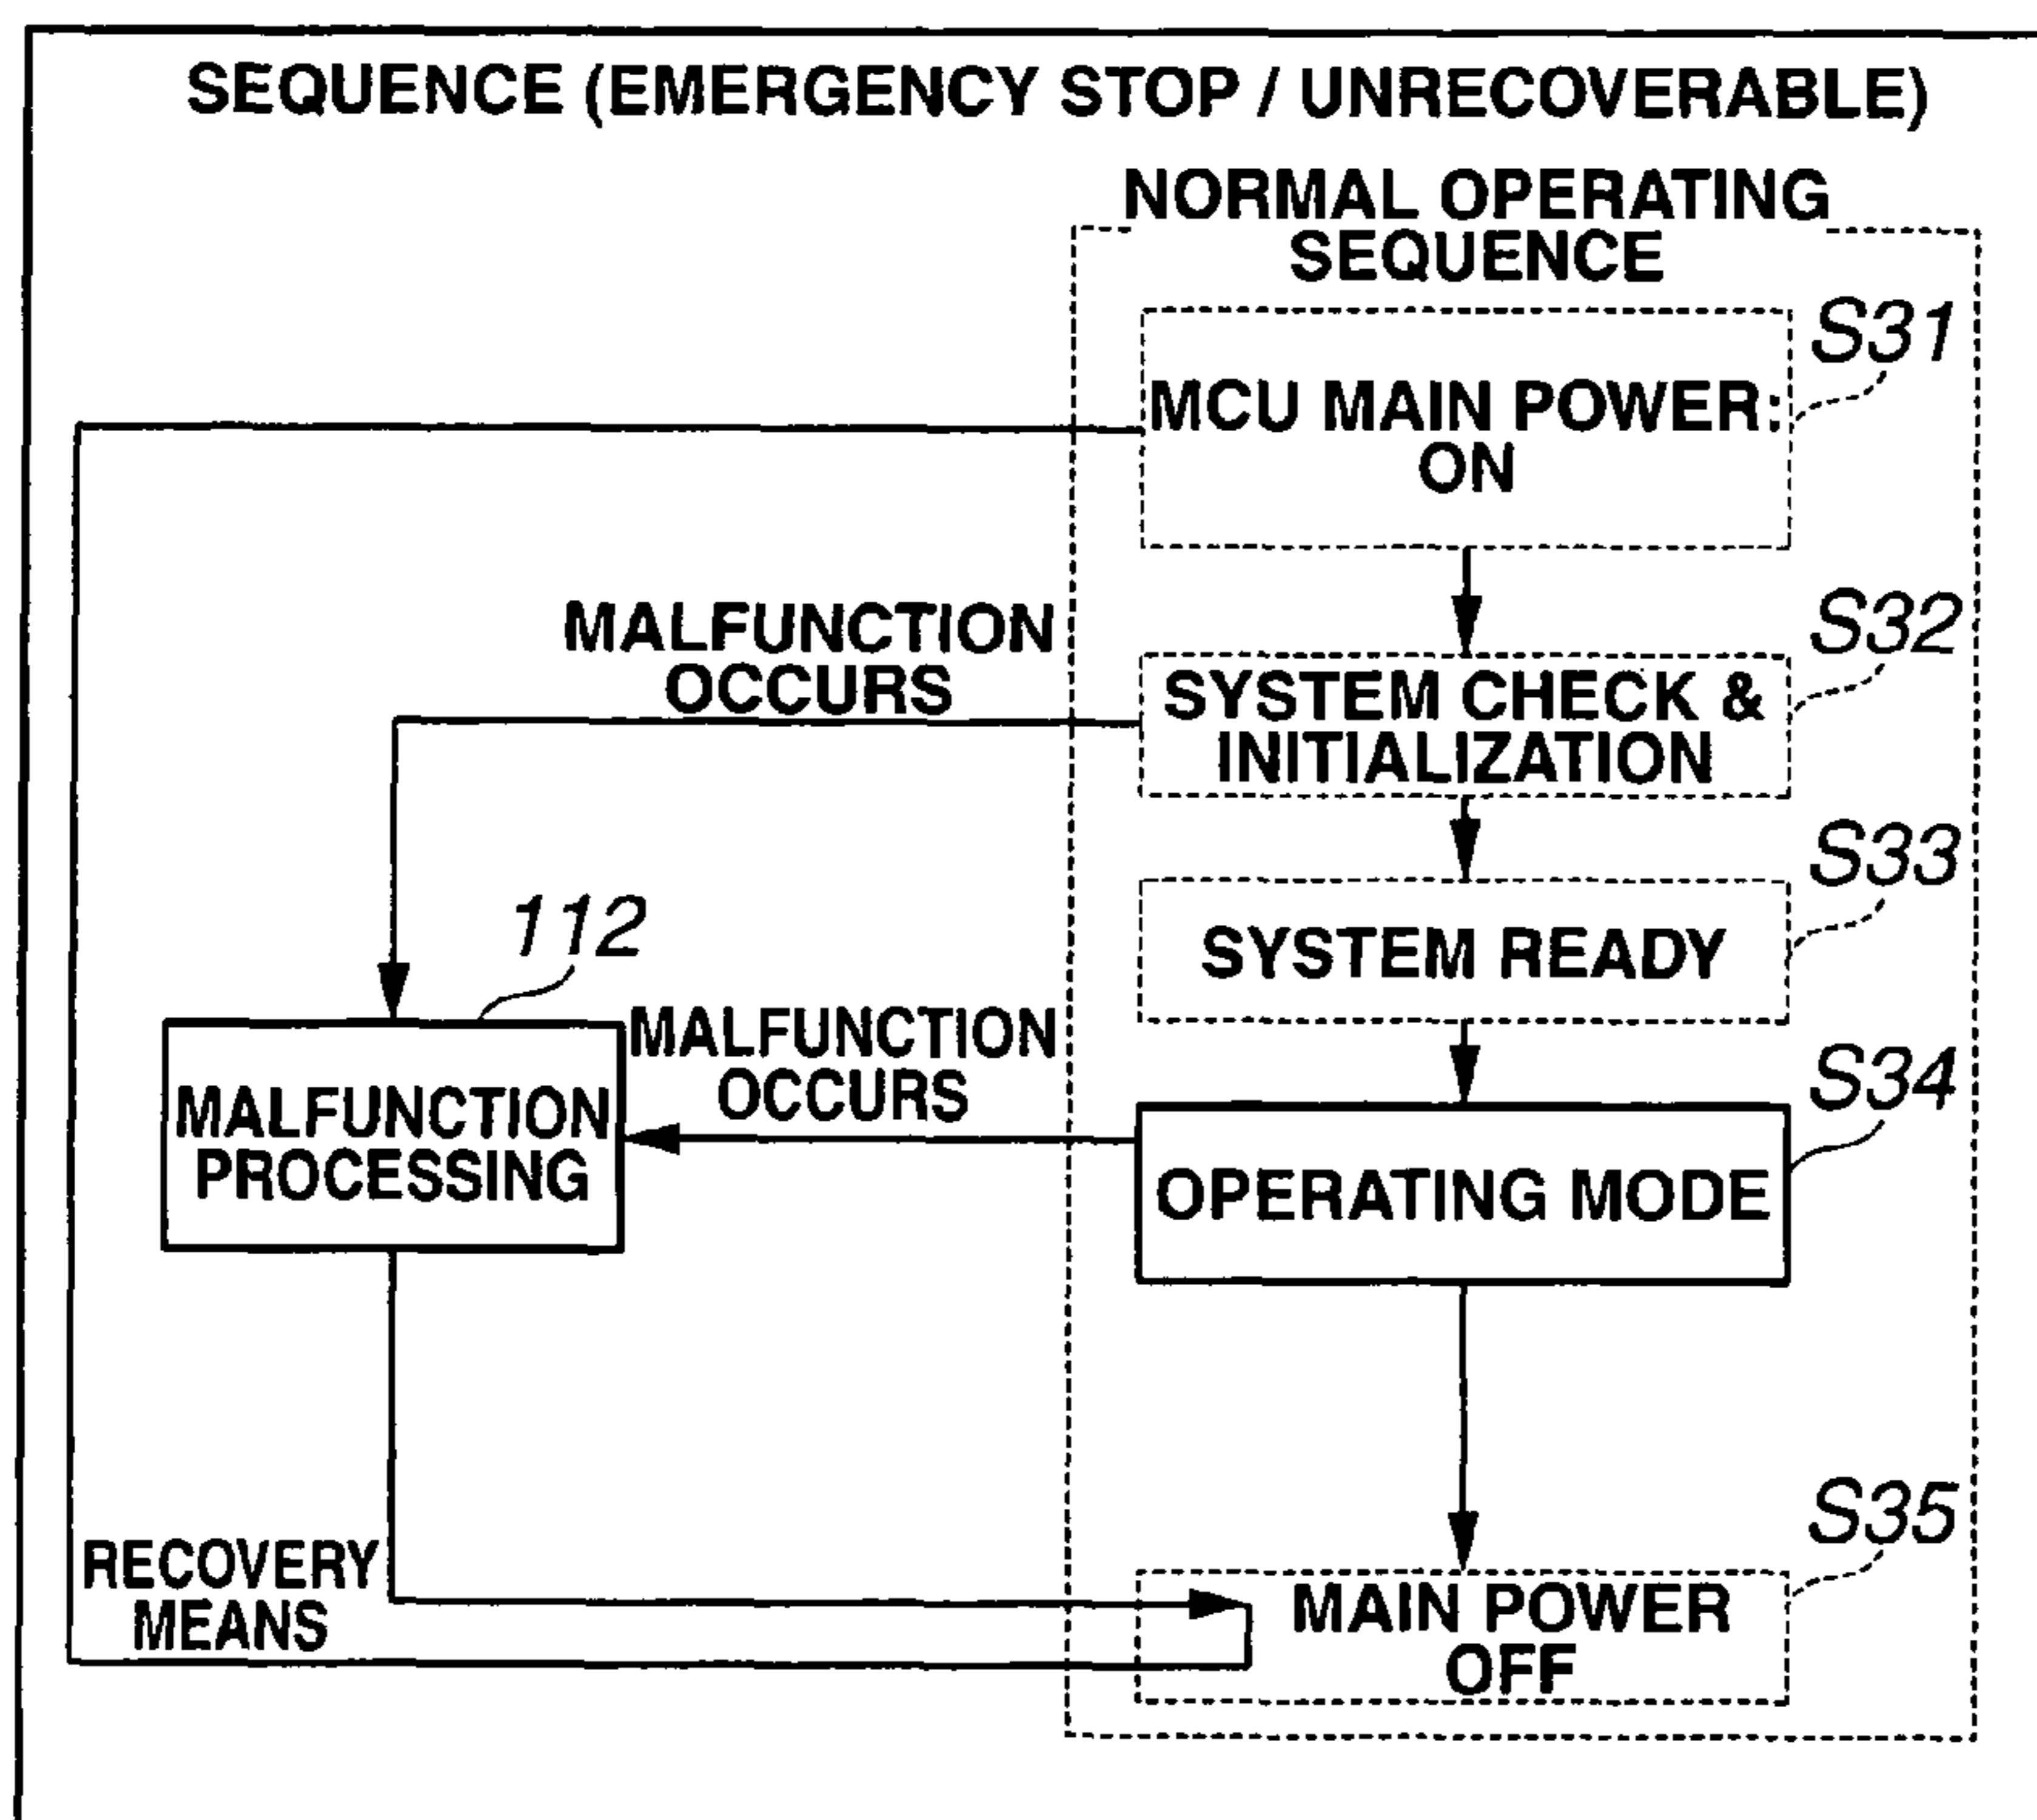 SEQUENCE (EMERGENCY STOP / UNRECOVERABLE)
NORMAL OPERATING
SEQUENCE
S31
MCU MAIN POWER:
ON
MALFUNCTION
OCCURS
S32
SYSTEM CHECK &
INITIALIZATION
S33
SYSTEM READY
112
MALFUNCTION
OCCURS
S34
MALFUNCTION
PROCESSING
OPERATING MODE
S35
RECOVERY
MEANS
MAIN POWER
OFF